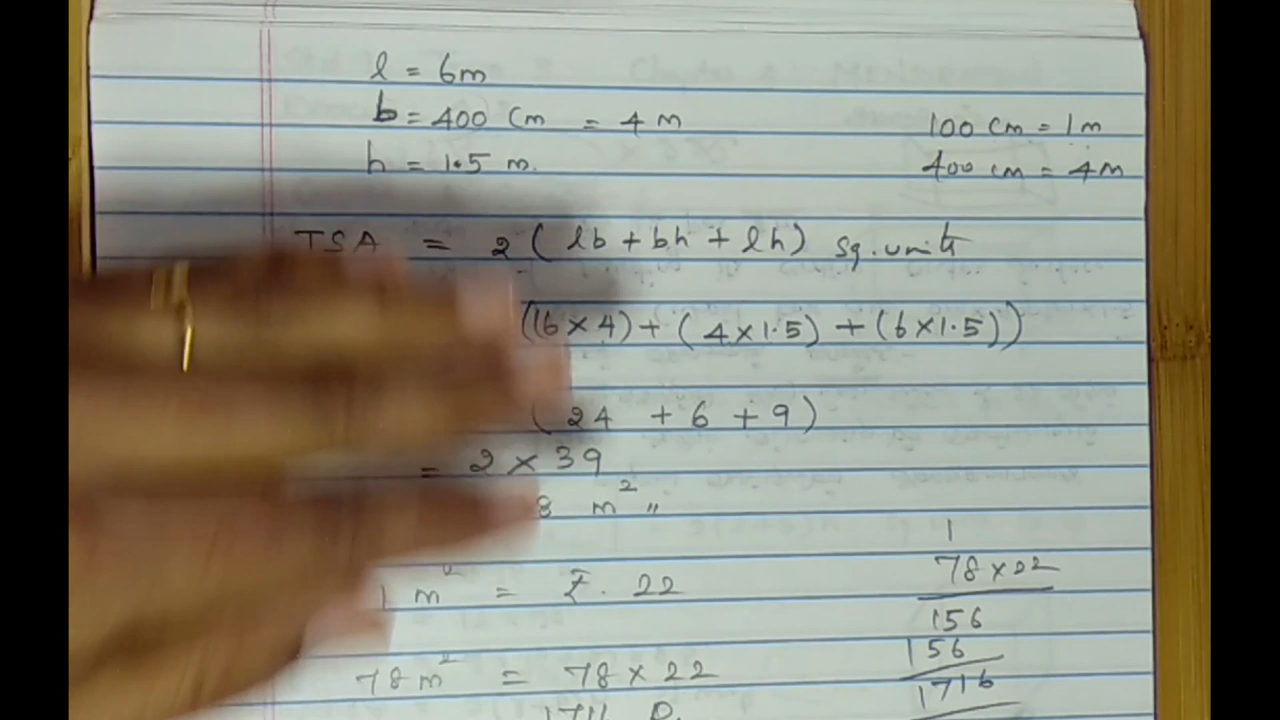 l = 6m
b = 400 cm = 4 m
h = 1.5 m.
100 cm = 1m
400 cm = 4m
TSA = 2 ( lb + bh + lh ) sq. units
((6 × 4) + (4 × 1.5) + (6 × 1.5))
( 24 + 6 + 9 )
= 2 × 39
8 m² "
1 m² = ₹. 22
78 m² = 78 × 22
1
78 × 22
156
156
1716